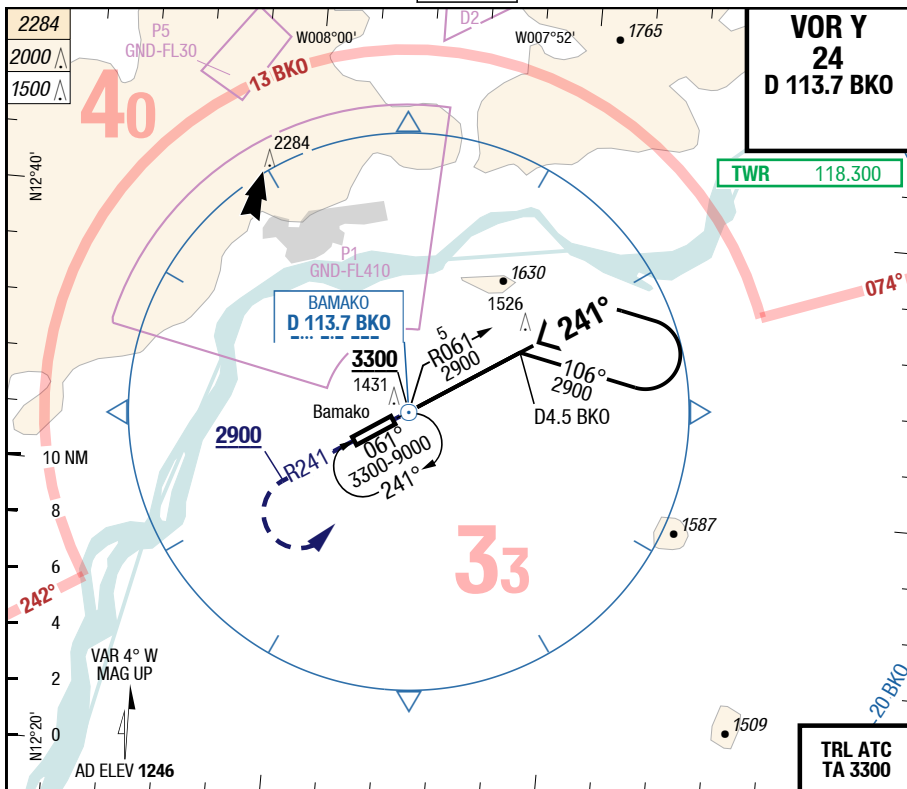 2284
2000
1500
P5
GND-FL30
D2
W008°00'
W007°52'
1765
VOR Y
24
D 113.7 BKO
40
13 BKO
2284
N12°40'
TWR 118.300
P1
GND-FL410
1630
074°
BAMAKO
D 113.7 BKO
1526
241°
5
R061
2900
3300
1431
106°
2900
Bamako
D4.5 BKO
2900
R241
061°
3300-9000
241°
10 NM
8
6
4
2
0
33
1587
242°
VAR 4° W
MAG UP
20 BKO
N12°20'
1509
AD ELEV 1246
TRL ATC
TA 3300